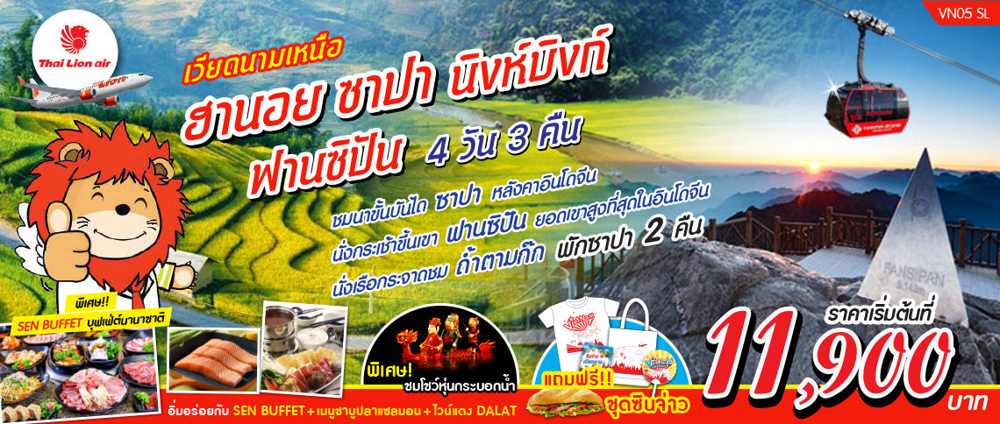 VN05 SL
Thai Lion air
Lion
เวียดนามเหนือ
ฮานอย ซาปา นิงห์บิงก์
ฟานซิปัน 4 วัน 3 คืน
ชมนาขั้นบันได ซาปา หลังคาอินโดจีน
นั่งกระเช้าขึ้นเขา ฟานซิปัน ยอดเขาสูงที่สุดในอินโดจีน
นั่งเรือกระจาดชม ถ้ำตามก๊ก พักซาปา 2 คืน
FANSIPAN LEGEND
FANSIPAN
3.143m
พิเศษ!!
SEN BUFFET บุฟเฟ่ต์นานาชาติ
พิเศษ!
ชมโชว์หุ่นกระบอกน้ำ
แถมฟรี!!
ชุดซินจ่าว
ราคาเริ่มต้นที่
11,900
บาท
อิ่มอร่อยกับ SEN BUFFET + เมนูชาบูปลาแซลมอน + ไวน์แดง DALAT